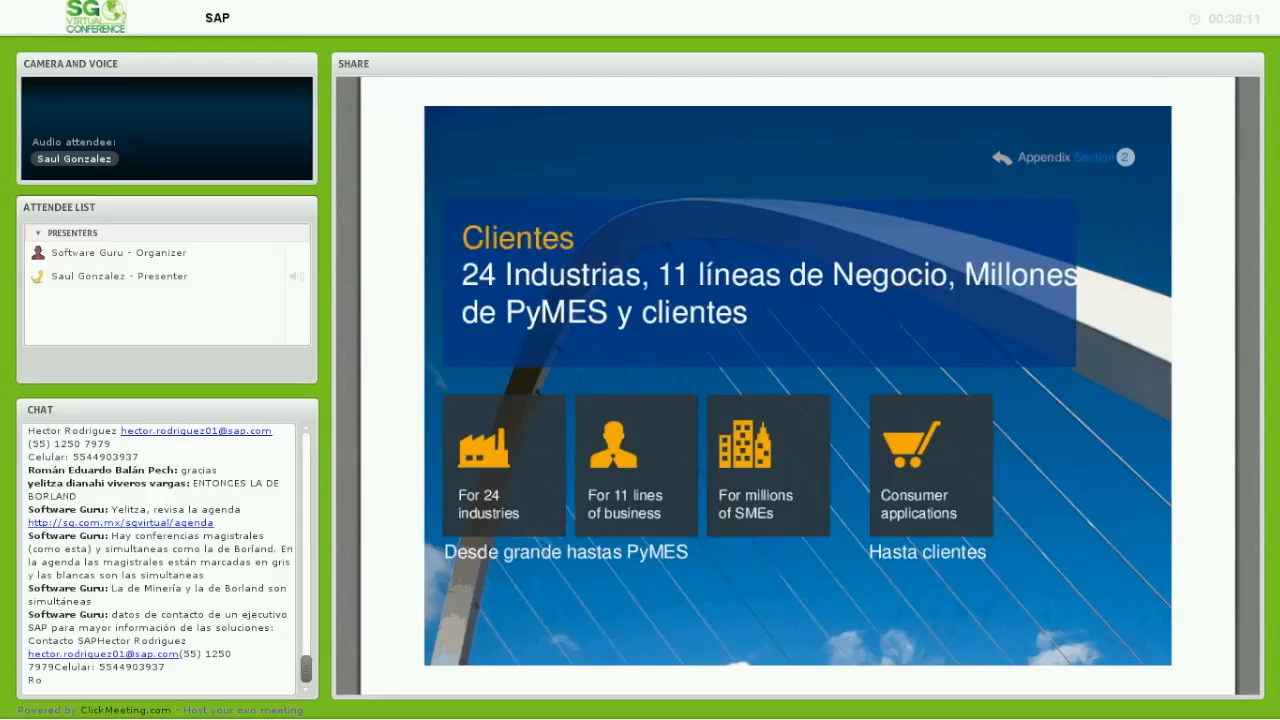 SG
VIRTUAL
CONFERENCE
SAP
00:38:11
CAMERA AND VOICE
Audio attendee:
Saul Gonzalez
ATTENDEE LIST
PRESENTERS
Software Guru - Organizer
Saul Gonzalez - Presenter
CHAT
Hector Rodriguez hector.rodriguez01@sap.com
(55) 1250 7979
Celular: 5544903937
Román Eduardo Balán Pech: gracias
yelitza dianahi viveros vargas: ENTONCES LA DE
BORLAND
Software Guru: Yelitza, revisa la agenda
http://sg.com.mx/sgvirtual/agenda
Software Guru: Hay conferencias magistrales
(como esta) y simultaneas como la de Borland. En
la agenda las magistrales están marcadas en gris
y las blancas son las simultaneas
Software Guru: La de Minería y la de Borland son
simultáneas
Software Guru: datos de contacto de un ejecutivo
SAP para mayor información de las soluciones:
Contacto SAPHector Rodriguez
hector.rodriguez01@sap.com(55) 1250
7979Celular: 5544903937
Ro
Powered by ClickMeeting.com - Host your own meeting
SHARE
Appendix Section 2
Clientes
24 Industrias, 11 líneas de Negocio, Millones
de PyMES y clientes
For 24
industries
For 11 lines
of business
For millions
of SMEs
Consumer
applications
Desde grande hastas PyMES
Hasta clientes